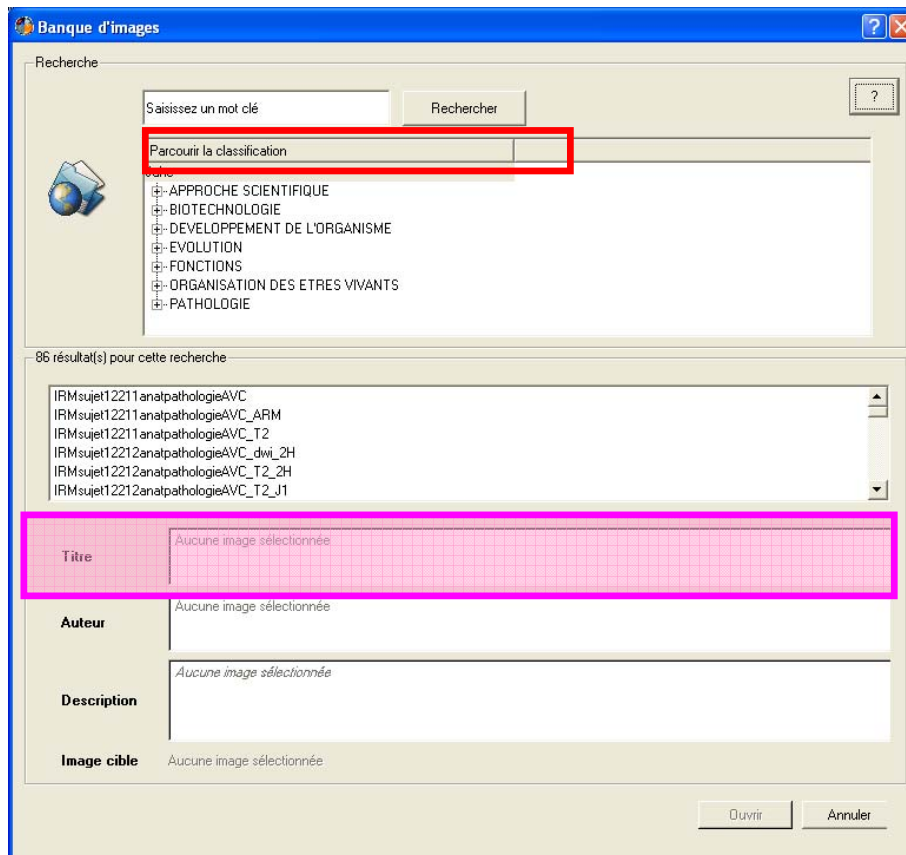 Banque d'images
?
Recherche
Saisissez un mot clé
Rechercher
?
Parcourir la classification
APPROCHE SCIENTIFIQUE
BIOTECHNOLOGIE
DEVELOPPEMENT DE L'ORGANISME
EVOLUTION
FONCTIONS
ORGANISATION DES ETRES VIVANTS
PATHOLOGIE
86 résultat(s) pour cette recherche
IRMsujet12211anatpathologieAVC
IRMsujet12211anatpathologieAVC_ARM
IRMsujet12211anatpathologieAVC_T2
IRMsujet12212anatpathologieAVC_dwi_2H
IRMsujet12212anatpathologieAVC_T2_2H
IRMsujet12212anatpathologieAVC_T2_J1
Titre
Aucune image sélectionnée
Auteur
Aucune image sélectionnée
Description
Aucune image sélectionnée
Image cible
Aucune image sélectionnée
Ouvrir
Annuler